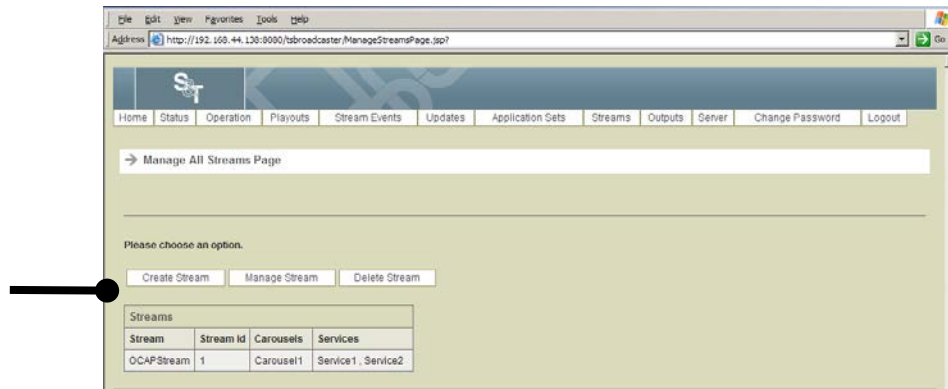 File Edit View Favorites Tools Help
Address http://192.168.44.138:8080/tsbroadcaster/ManageStreamsPage.jsp? Go
S&T
Home Status Operation Playouts Stream Events Updates Application Sets Streams Outputs Server Change Password Logout
Manage All Streams Page
Please choose an option.
Create Stream Manage Stream Delete Stream
Streams
Stream Stream Id Carousels Services
OCAPStream 1 Carousel1 Service1 , Service2